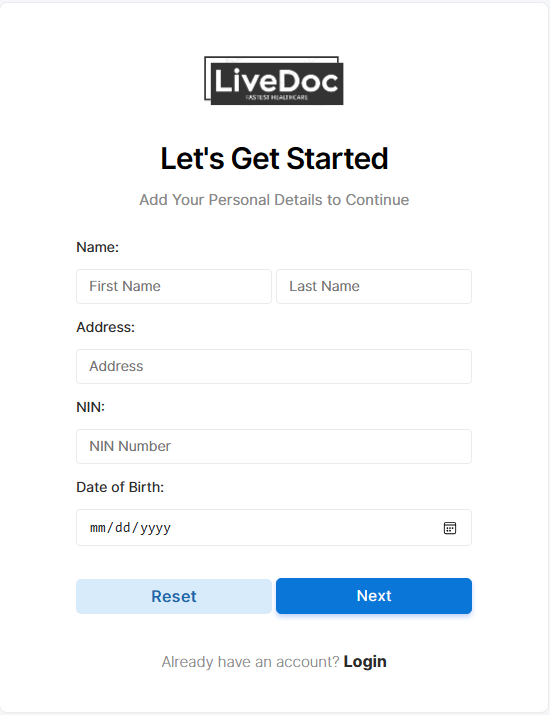 LiveDoc
FASTEST HEALTHCARE
Let's Get Started
Add Your Personal Details to Continue
Name:
First Name Last Name
Address:
Address
NIN:
NIN Number
Date of Birth:
mm/dd/yyyy
Reset Next
Already have an account? Login